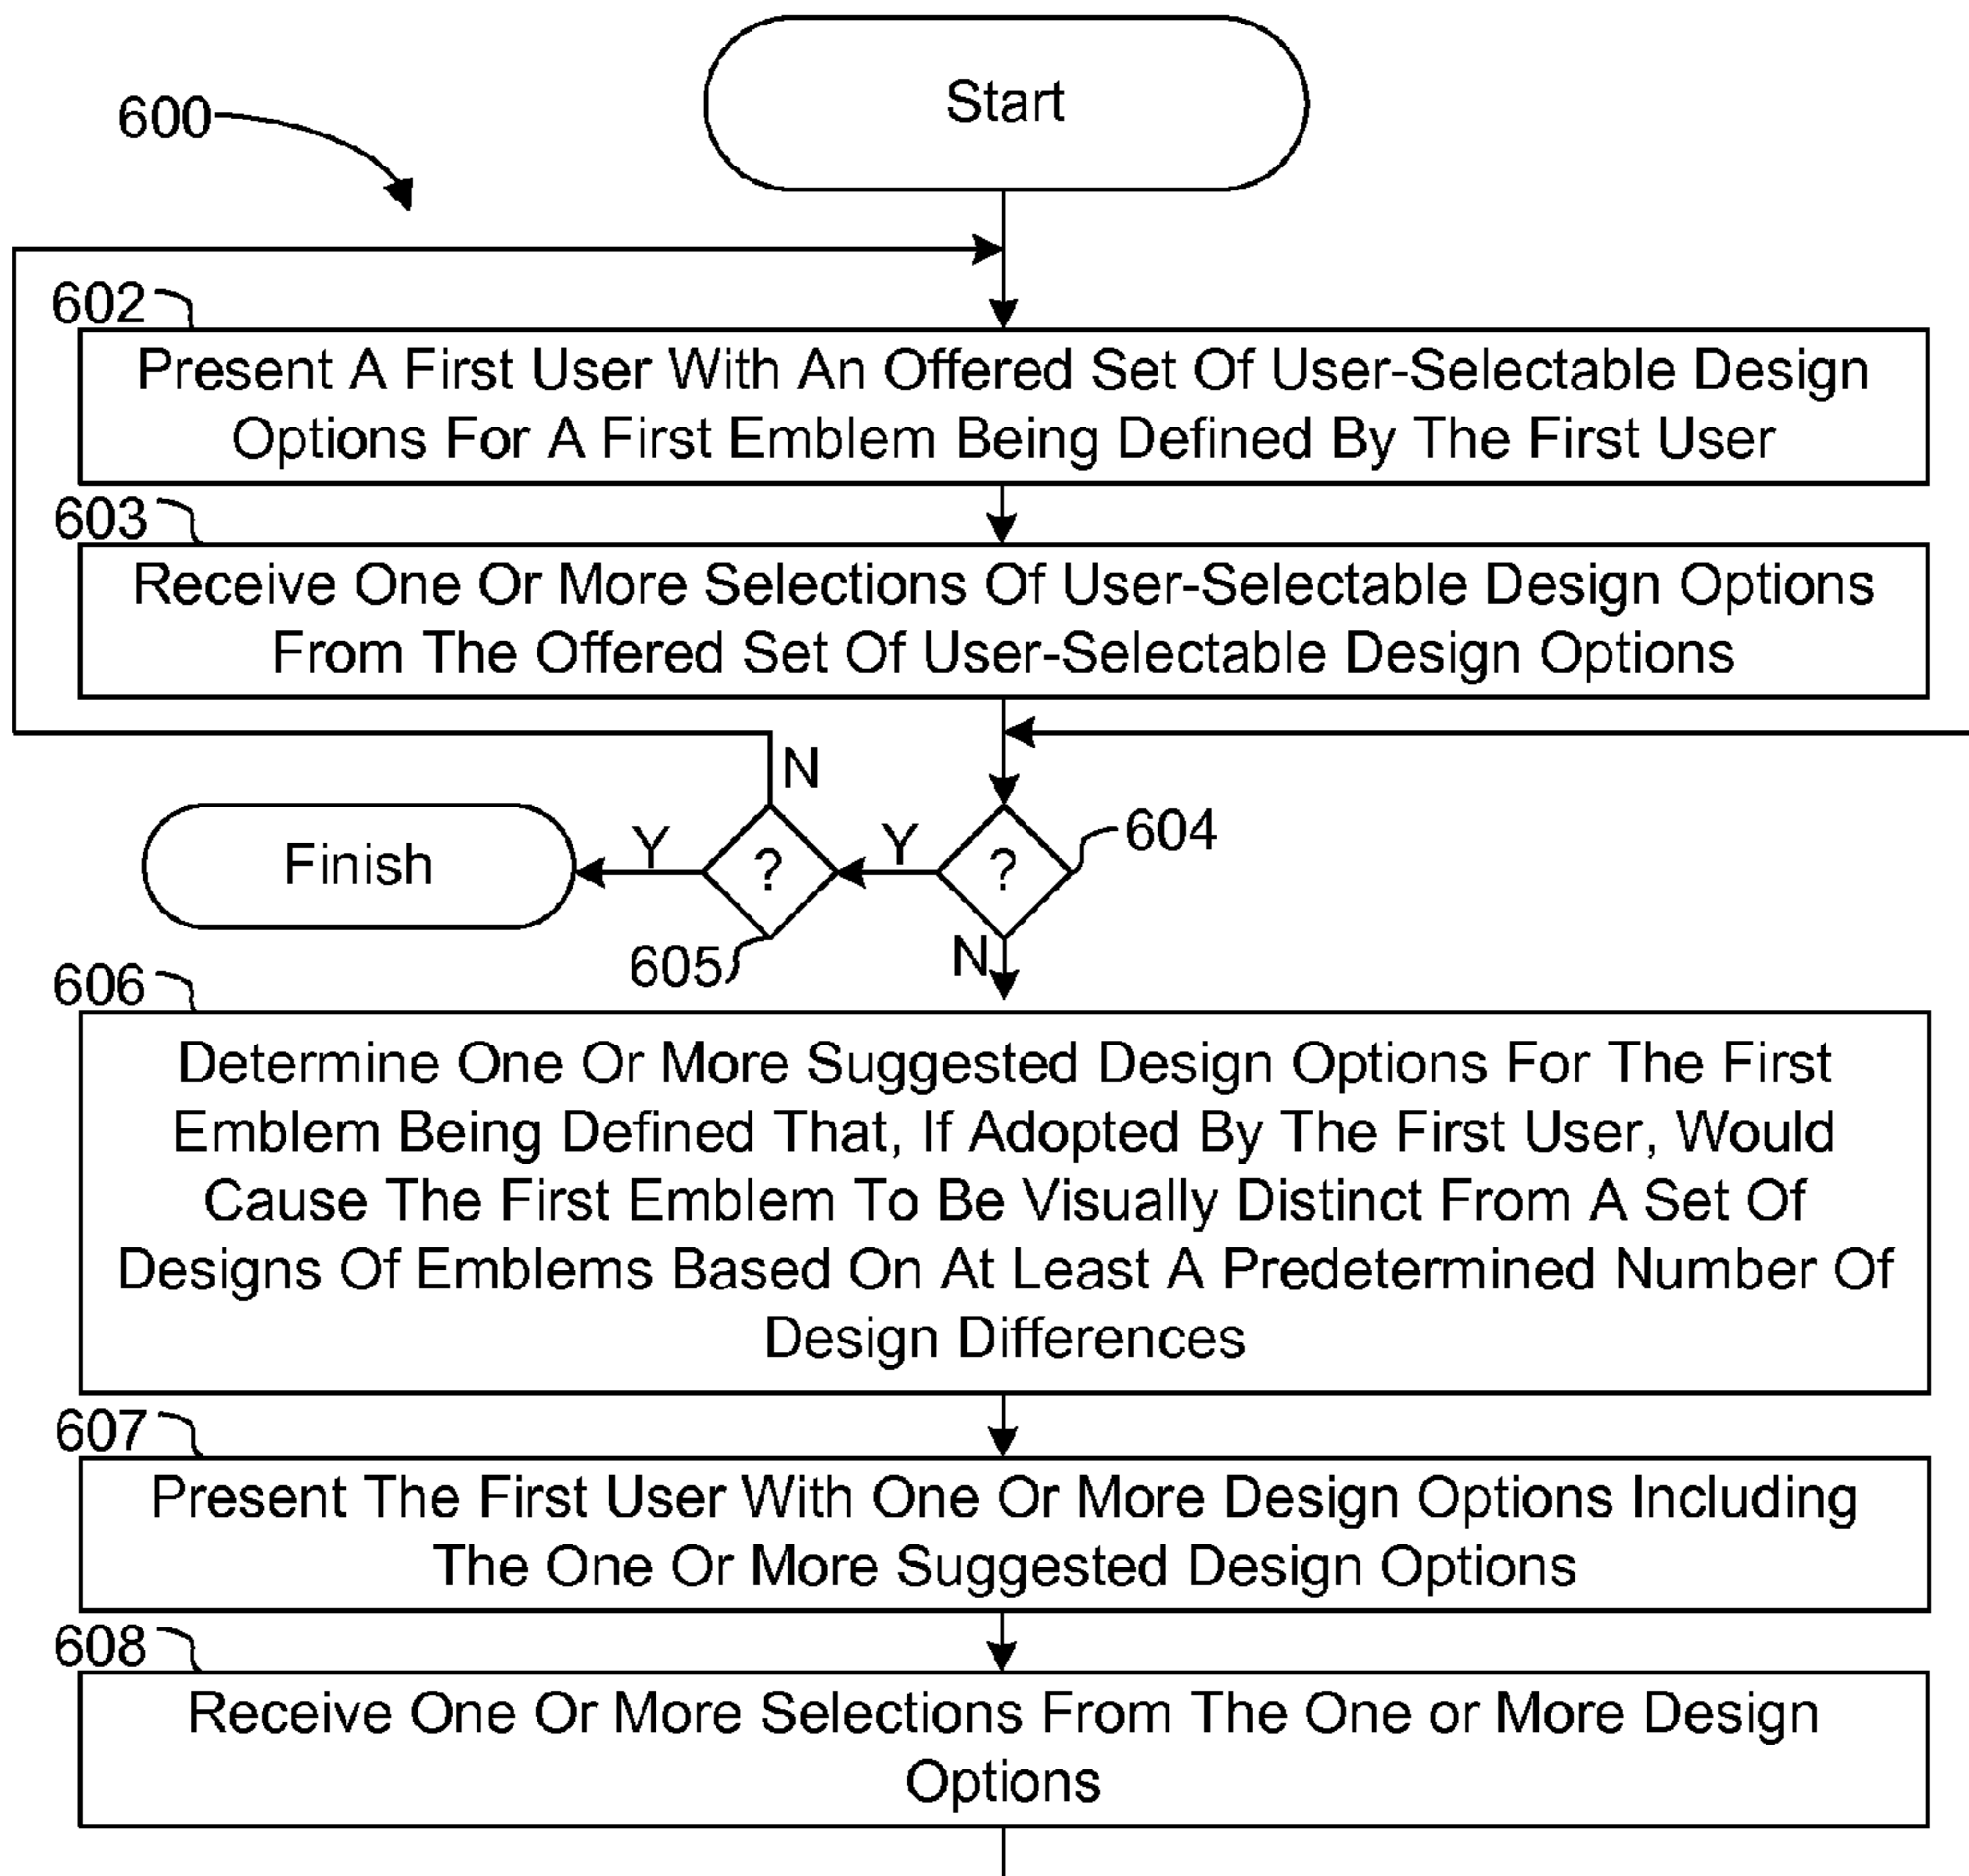 Start
600
602
Present A First User With An Offered Set Of User-Selectable Design
Options For A First Emblem Being Defined By The First User
603
Receive One Or More Selections Of User-Selectable Design Options
From The Offered Set Of User-Selectable Design Options
N
Finish
Y
?
Y
?
604
605
N
606
Determine One Or More Suggested Design Options For The First
Emblem Being Defined That, If Adopted By The First User, Would
Cause The First Emblem To Be Visually Distinct From A Set Of
Designs Of Emblems Based On At Least A Predetermined Number Of
Design Differences
607
Present The First User With One Or More Design Options Including
The One Or More Suggested Design Options
608
Receive One Or More Selections From The One or More Design
Options